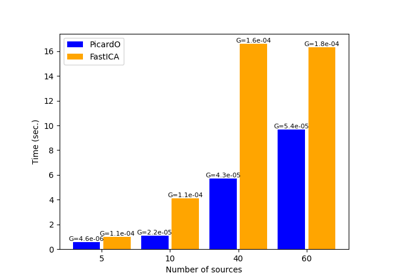 G=1.6e-04
G=1.8e-04
16
PicardO
FastICA
14
12
G=5.4e-05
10
Time (sec.)
8
G=4.3e-05
6
G=1.1e-04
4
2
G=4.6e-06
G=1.1e-04
G=2.2e-05
0
5
10
40
60
Number of sources